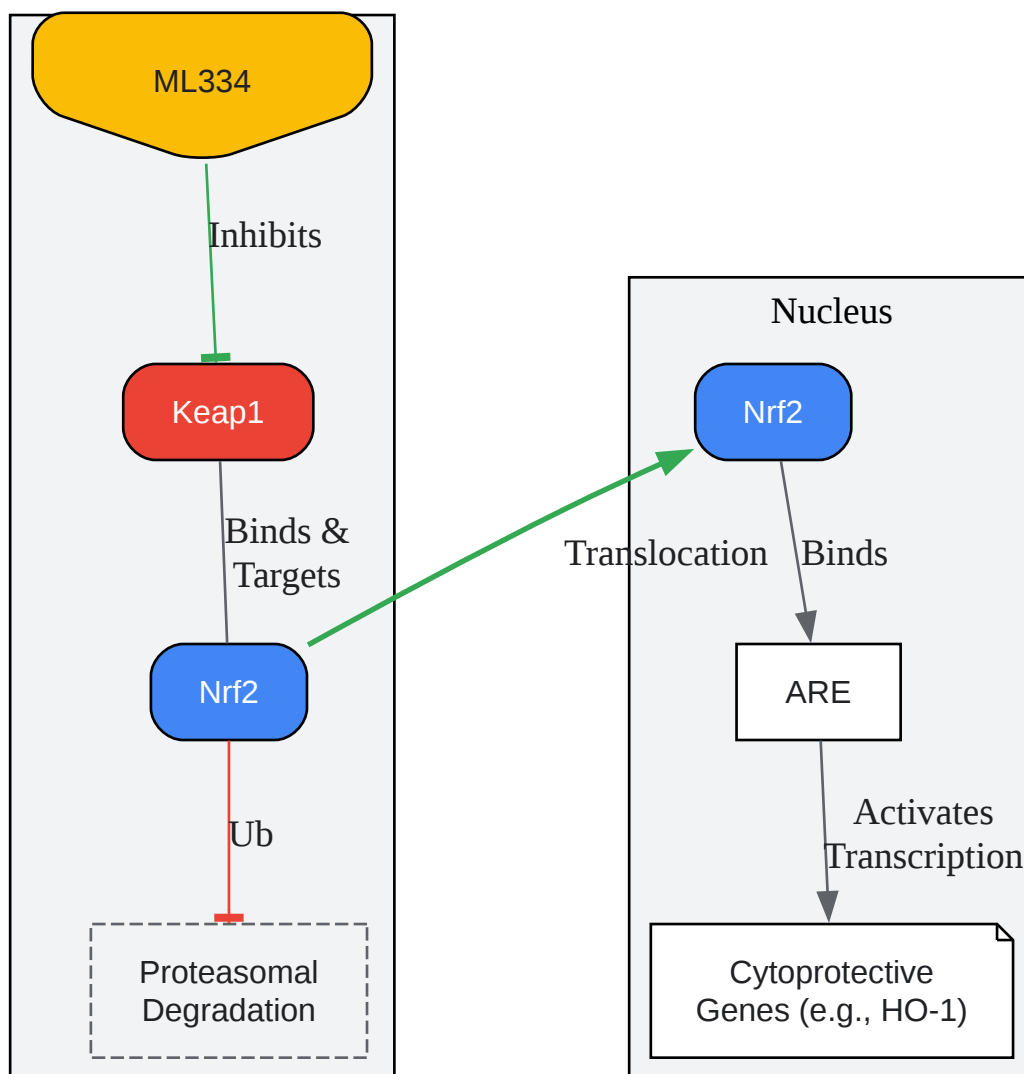 ML334
Inhibits
Keap1
Binds &
Targets
Nrf2
Ub
Proteasomal
Degradation
Translocation
Nucleus
Nrf2
Binds
ARE
Activates
Transcription
Cytoprotective
Genes (e.g., HO-1)